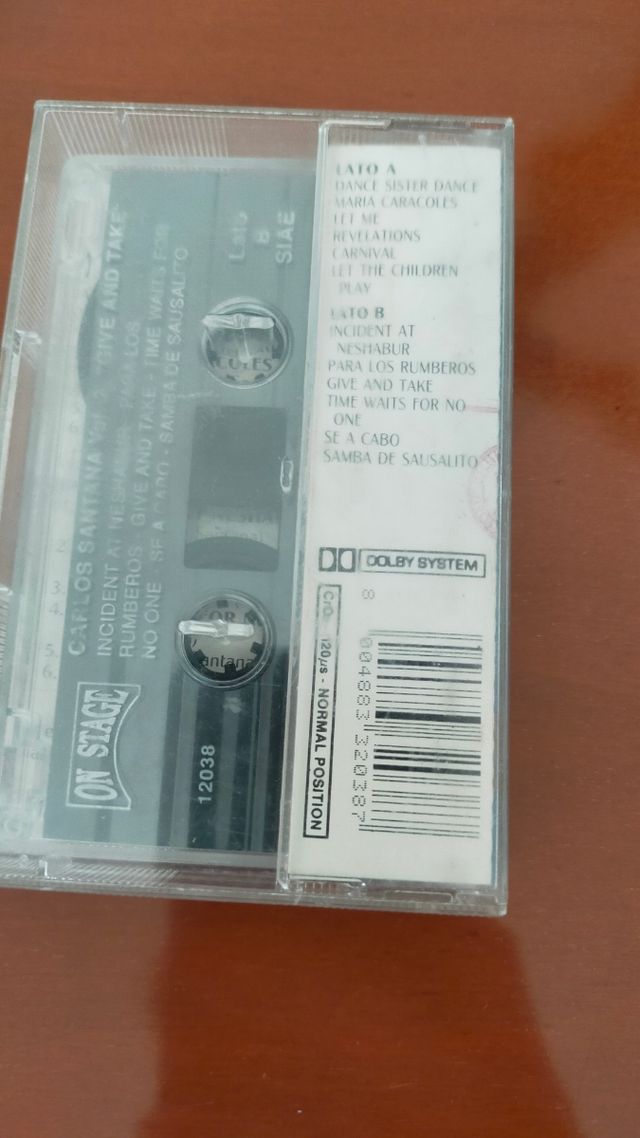 LATO A
DANCE SISTER DANCE
MARIA CARACOLES
LET ME
REVELATIONS
CARNIVAL
LET THE CHILDREN
PLAY
LATO B
INCIDENT AT
NESHABUR
PARA LOS RUMBEROS
GIVE AND TAKE
TIME WAITS FOR NO
ONE
SE A CABO
SAMBA DE SAUSALITO
DOLBY SYSTEM
120µs - NORMAL POSITION
8 004883 320387
CARLOS SANTANA "GIVE AND TAKE"
INCIDENT AT LOS
RUMBEROS - GIVE AND TAKE - TIME WAITS FOR
NO ONE - SE A CABO - SAMBA DE SAUSALITO
Lato
B
SIAE
ON STAGE
12038